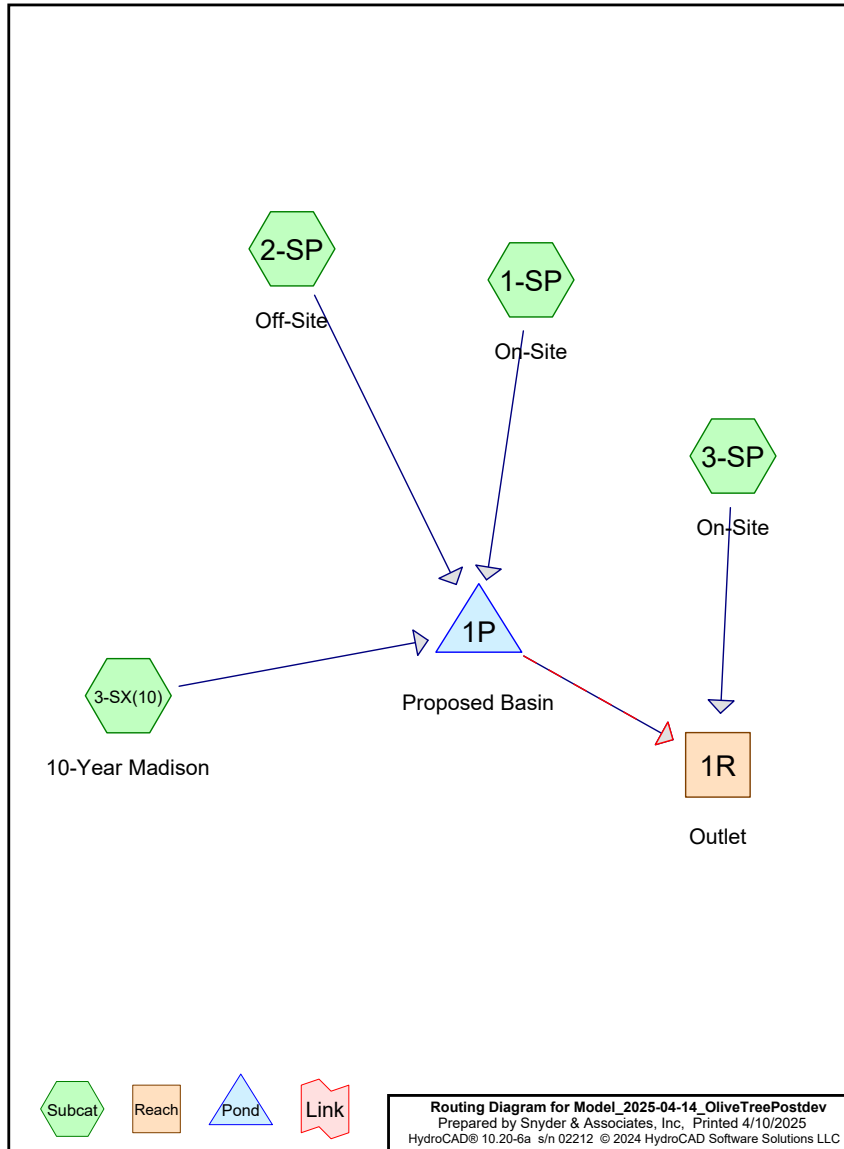 2-SP
Off-Site
1-SP
On-Site
3-SP
On-Site
1P
Proposed Basin
3-SX(10)
10-Year Madison
1R
Outlet
Subcat
Reach
Pond
Link
Routing Diagram for Model_2025-04-14_OliveTreePostdev
Prepared by Snyder & Associates, Inc, Printed 4/10/2025
HydroCAD® 10.20-6a s/n 02212 © 2024 HydroCAD Software Solutions LLC